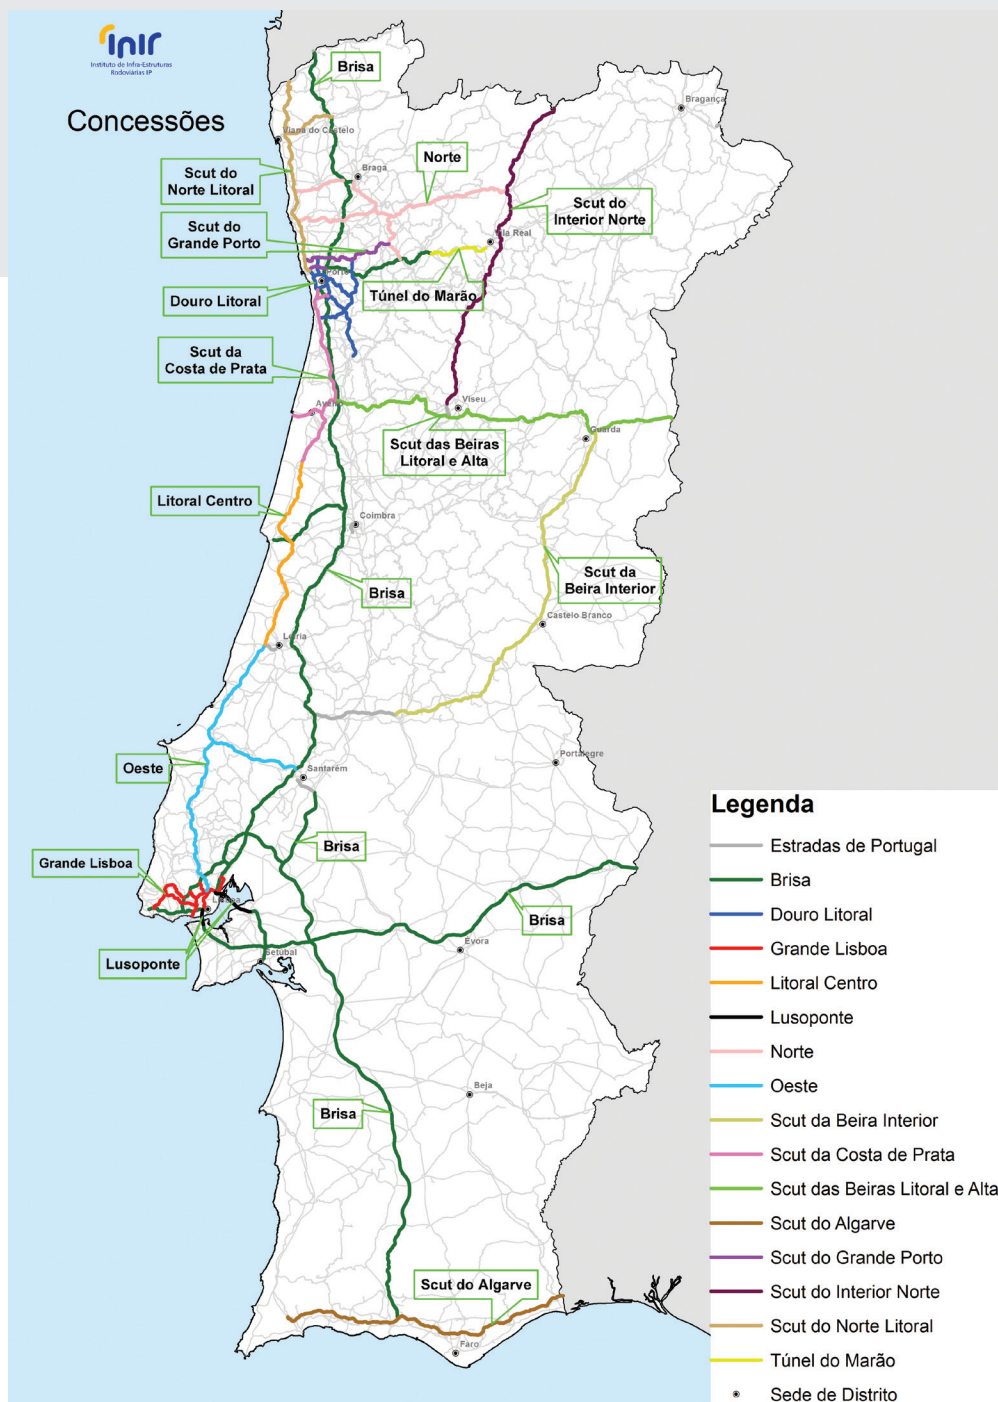 inIR
Instituto de Infra-Estruturas
Rodoviárias IP
Concessões
Brisa
Bragança
Viana do Castelo
Norte
Braga
Scut do
Norte Litoral
Scut do
Interior Norte
Scut do
Grande Porto
Vila Real
Porto
Douro Litoral
Túnel do Marão
Scut da
Costa de Prata
Aveiro
Viseu
Guarda
Scut das Beiras
Litoral e Alta
Litoral Centro
Coimbra
Brisa
Scut da
Beira Interior
Castelo Branco
Leiria
Portalegre
Oeste
Santarém
Brisa
Grande Lisboa
Lisboa
Brisa
Évora
Lusoponte
Setúbal
Beja
Brisa
Scut do Algarve
Faro
Legenda
Estradas de Portugal
Brisa
Douro Litoral
Grande Lisboa
Litoral Centro
Lusoponte
Norte
Oeste
Scut da Beira Interior
Scut da Costa de Prata
Scut das Beiras Litoral e Alta
Scut do Algarve
Scut do Grande Porto
Scut do Interior Norte
Scut do Norte Litoral
Túnel do Marão
Sede de Distrito